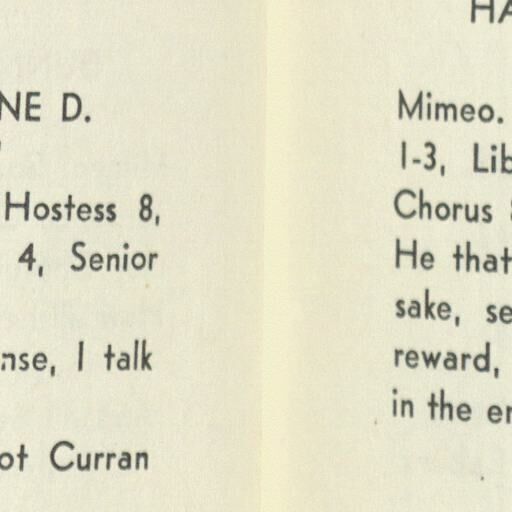 NE D.
Hostess 8,
4, Senior
nse, I talk
ot Curran
HA
Mimeo.
1-3, Lib
Chorus
He that
sake, se
reward,
in the er